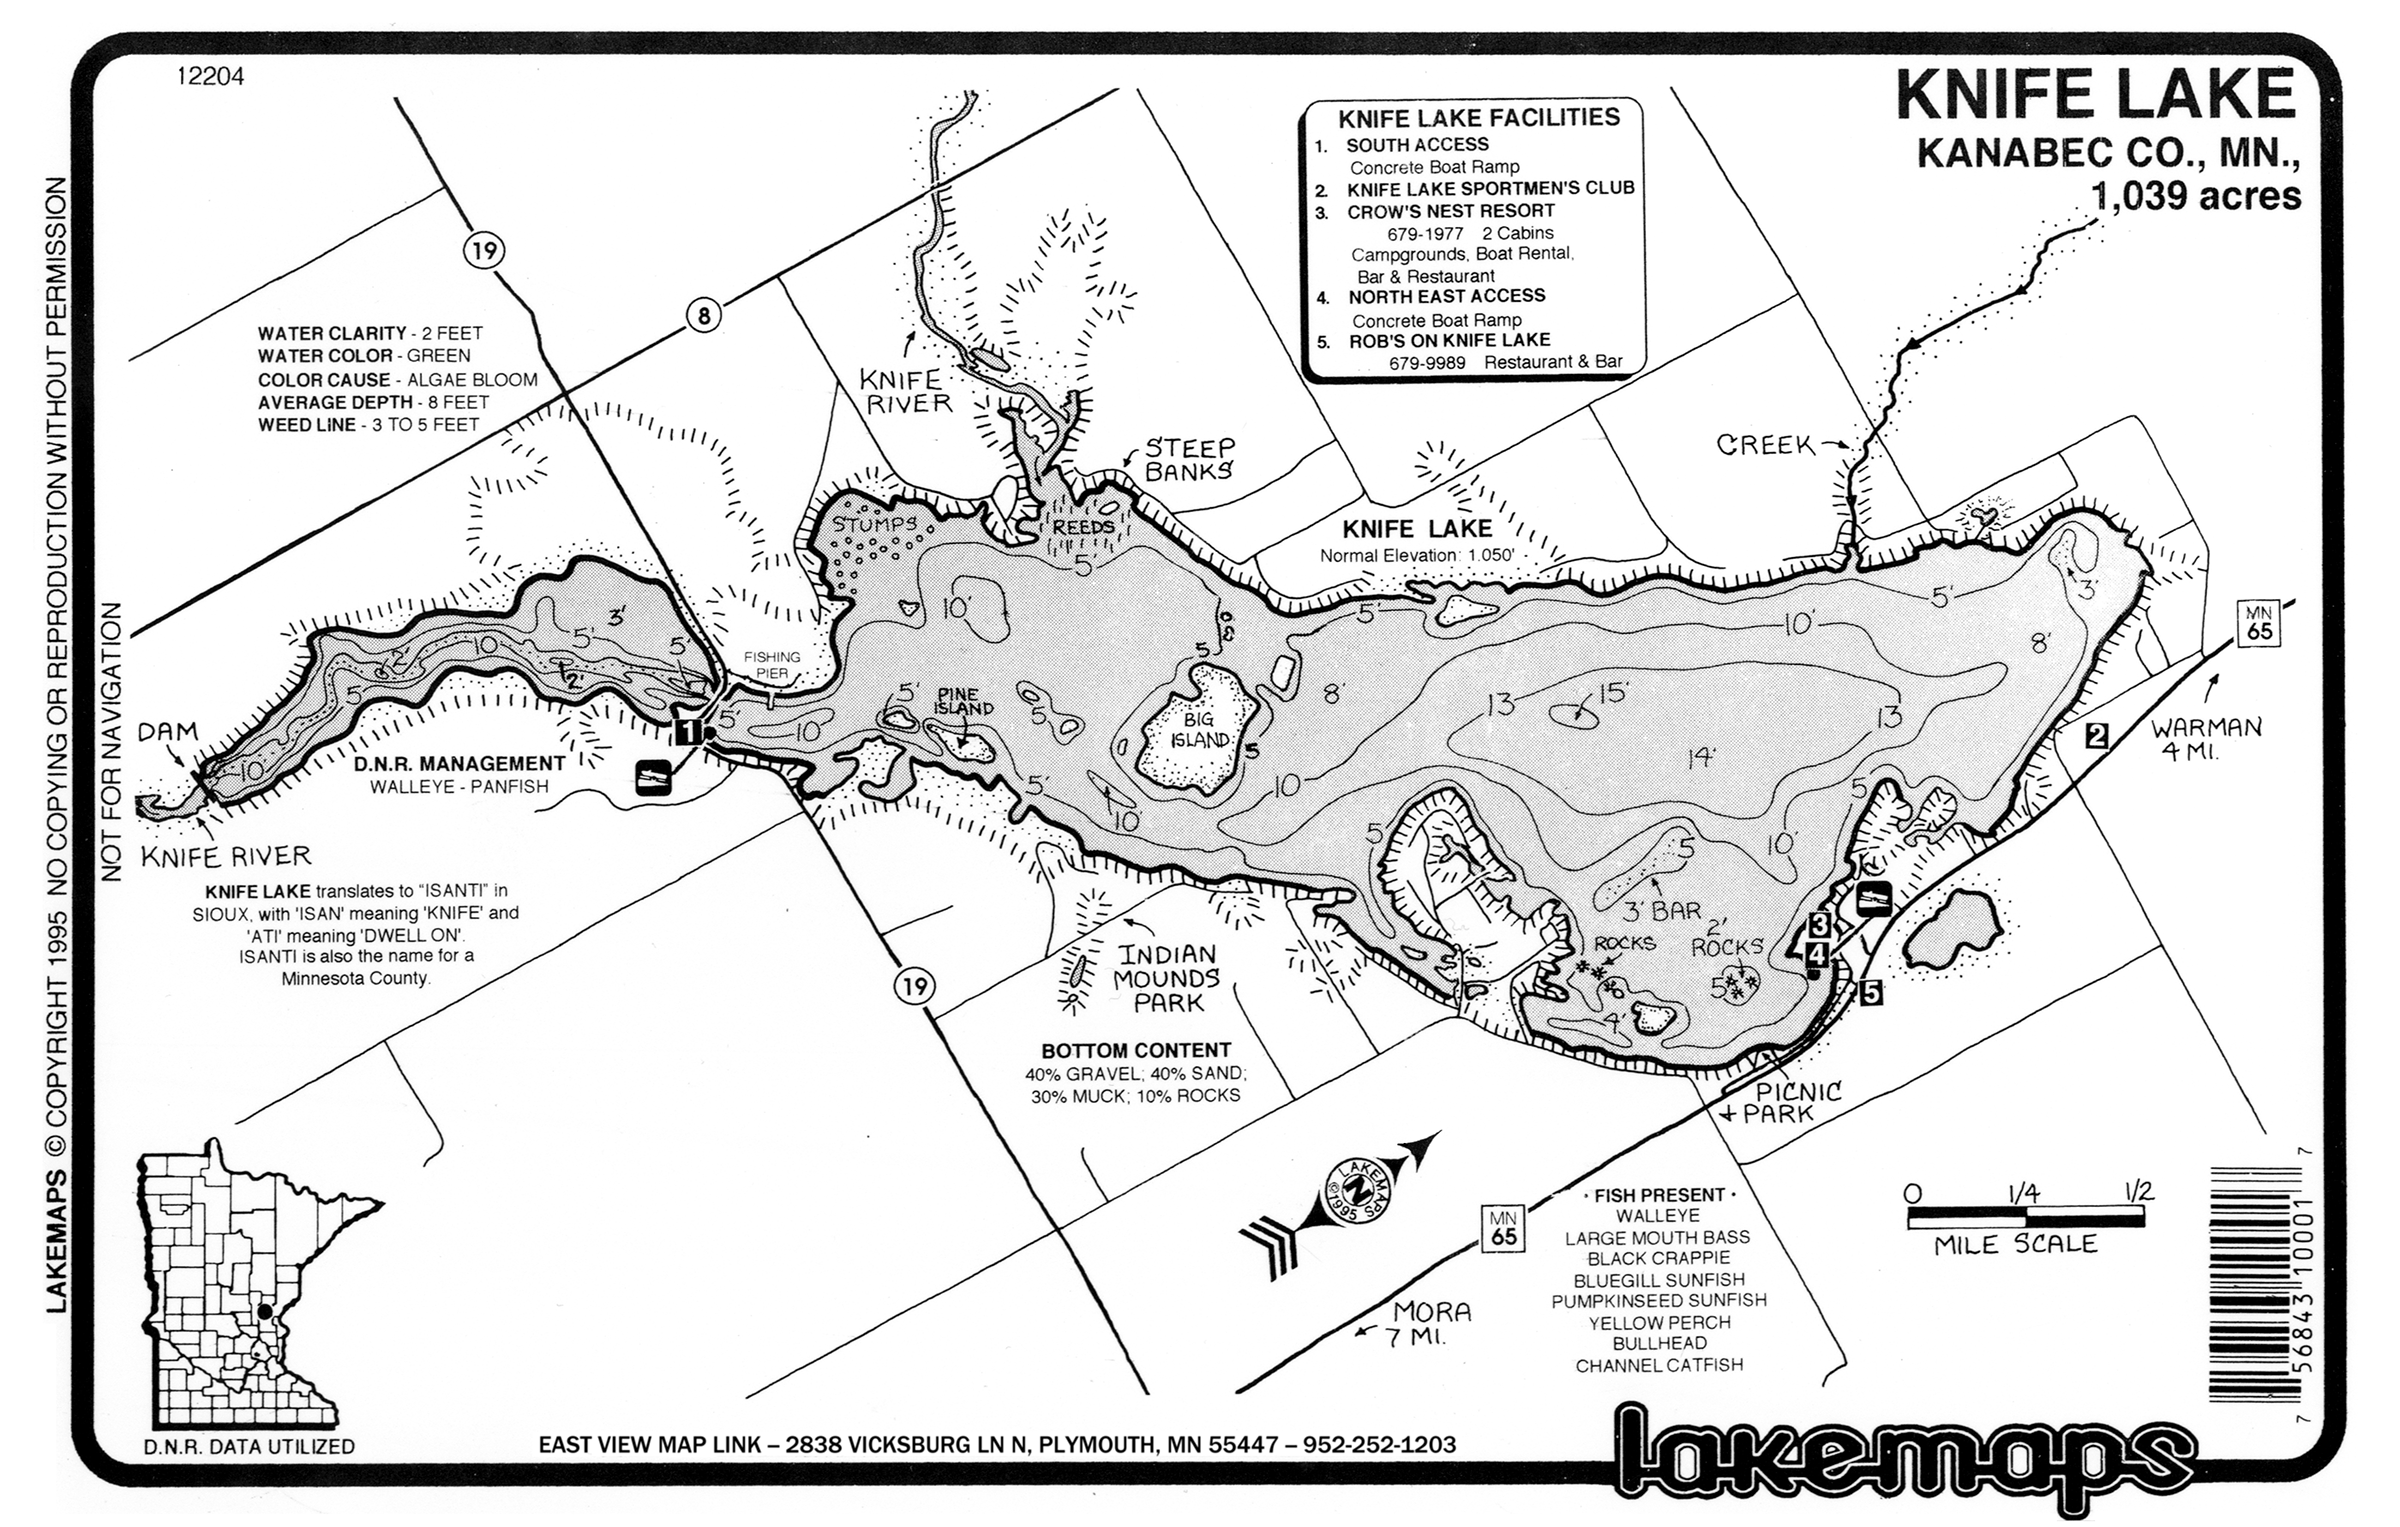 12204
KNIFE LAKE
KANABEC CO., MN.,
1,039 acres
KNIFE LAKE FACILITIES
1. SOUTH ACCESS
Concrete Boat Ramp
2. KNIFE LAKE SPORTMEN'S CLUB
3. CROW'S NEST RESORT
679-1977 2 Cabins
Campgrounds, Boat Rental,
Bar & Restaurant
4. NORTH EAST ACCESS
Concrete Boat Ramp
5. ROB'S ON KNIFE LAKE
679-9989 Restaurant & Bar
19
8
WATER CLARITY - 2 FEET
WATER COLOR - GREEN
COLOR CAUSE - ALGAE BLOOM
AVERAGE DEPTH - 8 FEET
WEED LINE - 3 TO 5 FEET
KNIFE
RIVER
STEEP
BANKS
CREEK
KNIFE LAKE
Normal Elevation: 1.050'
STUMPS
REEDS
5'
10'
5'
5'
10'
3'
8'
MN
65
3'
5'
5'
10
2'
2'
5'
10
FISHING
PIER
5'
10'
5'
PINE
ISLAND
5
5
BIG
ISLAND
5
8'
13
15'
13
14'
10
10'
5'
10'
5'
5'
5
3' BAR
ROCKS
2'
ROCKS
5
4'
1
2
3
4
5
WARMAN
4 MI.
DAM
KNIFE RIVER
D.N.R. MANAGEMENT
WALLEYE - PANFISH
KNIFE LAKE translates to "ISANTI" in
SIOUX, with 'ISAN' meaning 'KNIFE' and
'ATI' meaning 'DWELL ON'.
ISANTI is also the name for a
Minnesota County.
INDIAN
MOUNDS
PARK
19
BOTTOM CONTENT
40% GRAVEL; 40% SAND;
30% MUCK; 10% ROCKS
PICNIC
+ PARK
LAKEMAPS
N
©1995
MN
65
MORA
7 MI.
• FISH PRESENT •
WALLEYE
LARGE MOUTH BASS
BLACK CRAPPIE
BLUEGILL SUNFISH
PUMPKINSEED SUNFISH
YELLOW PERCH
BULLHEAD
CHANNEL CATFISH
0 1/4 1/2
MILE SCALE
7 56843 10001 7
D.N.R. DATA UTILIZED
EAST VIEW MAP LINK – 2838 VICKSBURG LN N, PLYMOUTH, MN 55447 – 952-252-1203
lakemaps
LAKEMAPS © COPYRIGHT 1995 NO COPYING OR REPRODUCTION WITHOUT PERMISSION
NOT FOR NAVIGATION